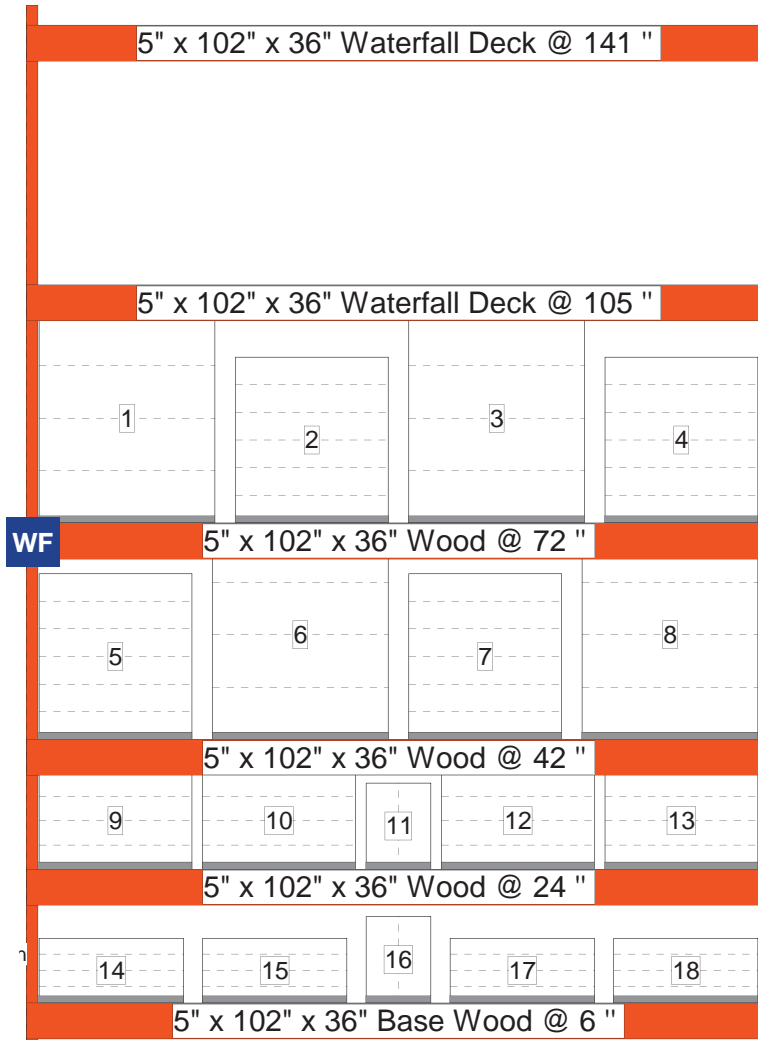 5" x 102" x 36" Waterfall Deck @ 141 "
5" x 102" x 36" Waterfall Deck @ 105 "
1
2
3
4
WF
5" x 102" x 36" Wood @ 72 "
5
6
7
8
5" x 102" x 36" Wood @ 42 "
9
10
11
12
13
5" x 102" x 36" Wood @ 24 "
14
15
16
17
18
5" x 102" x 36" Base Wood @ 6 "